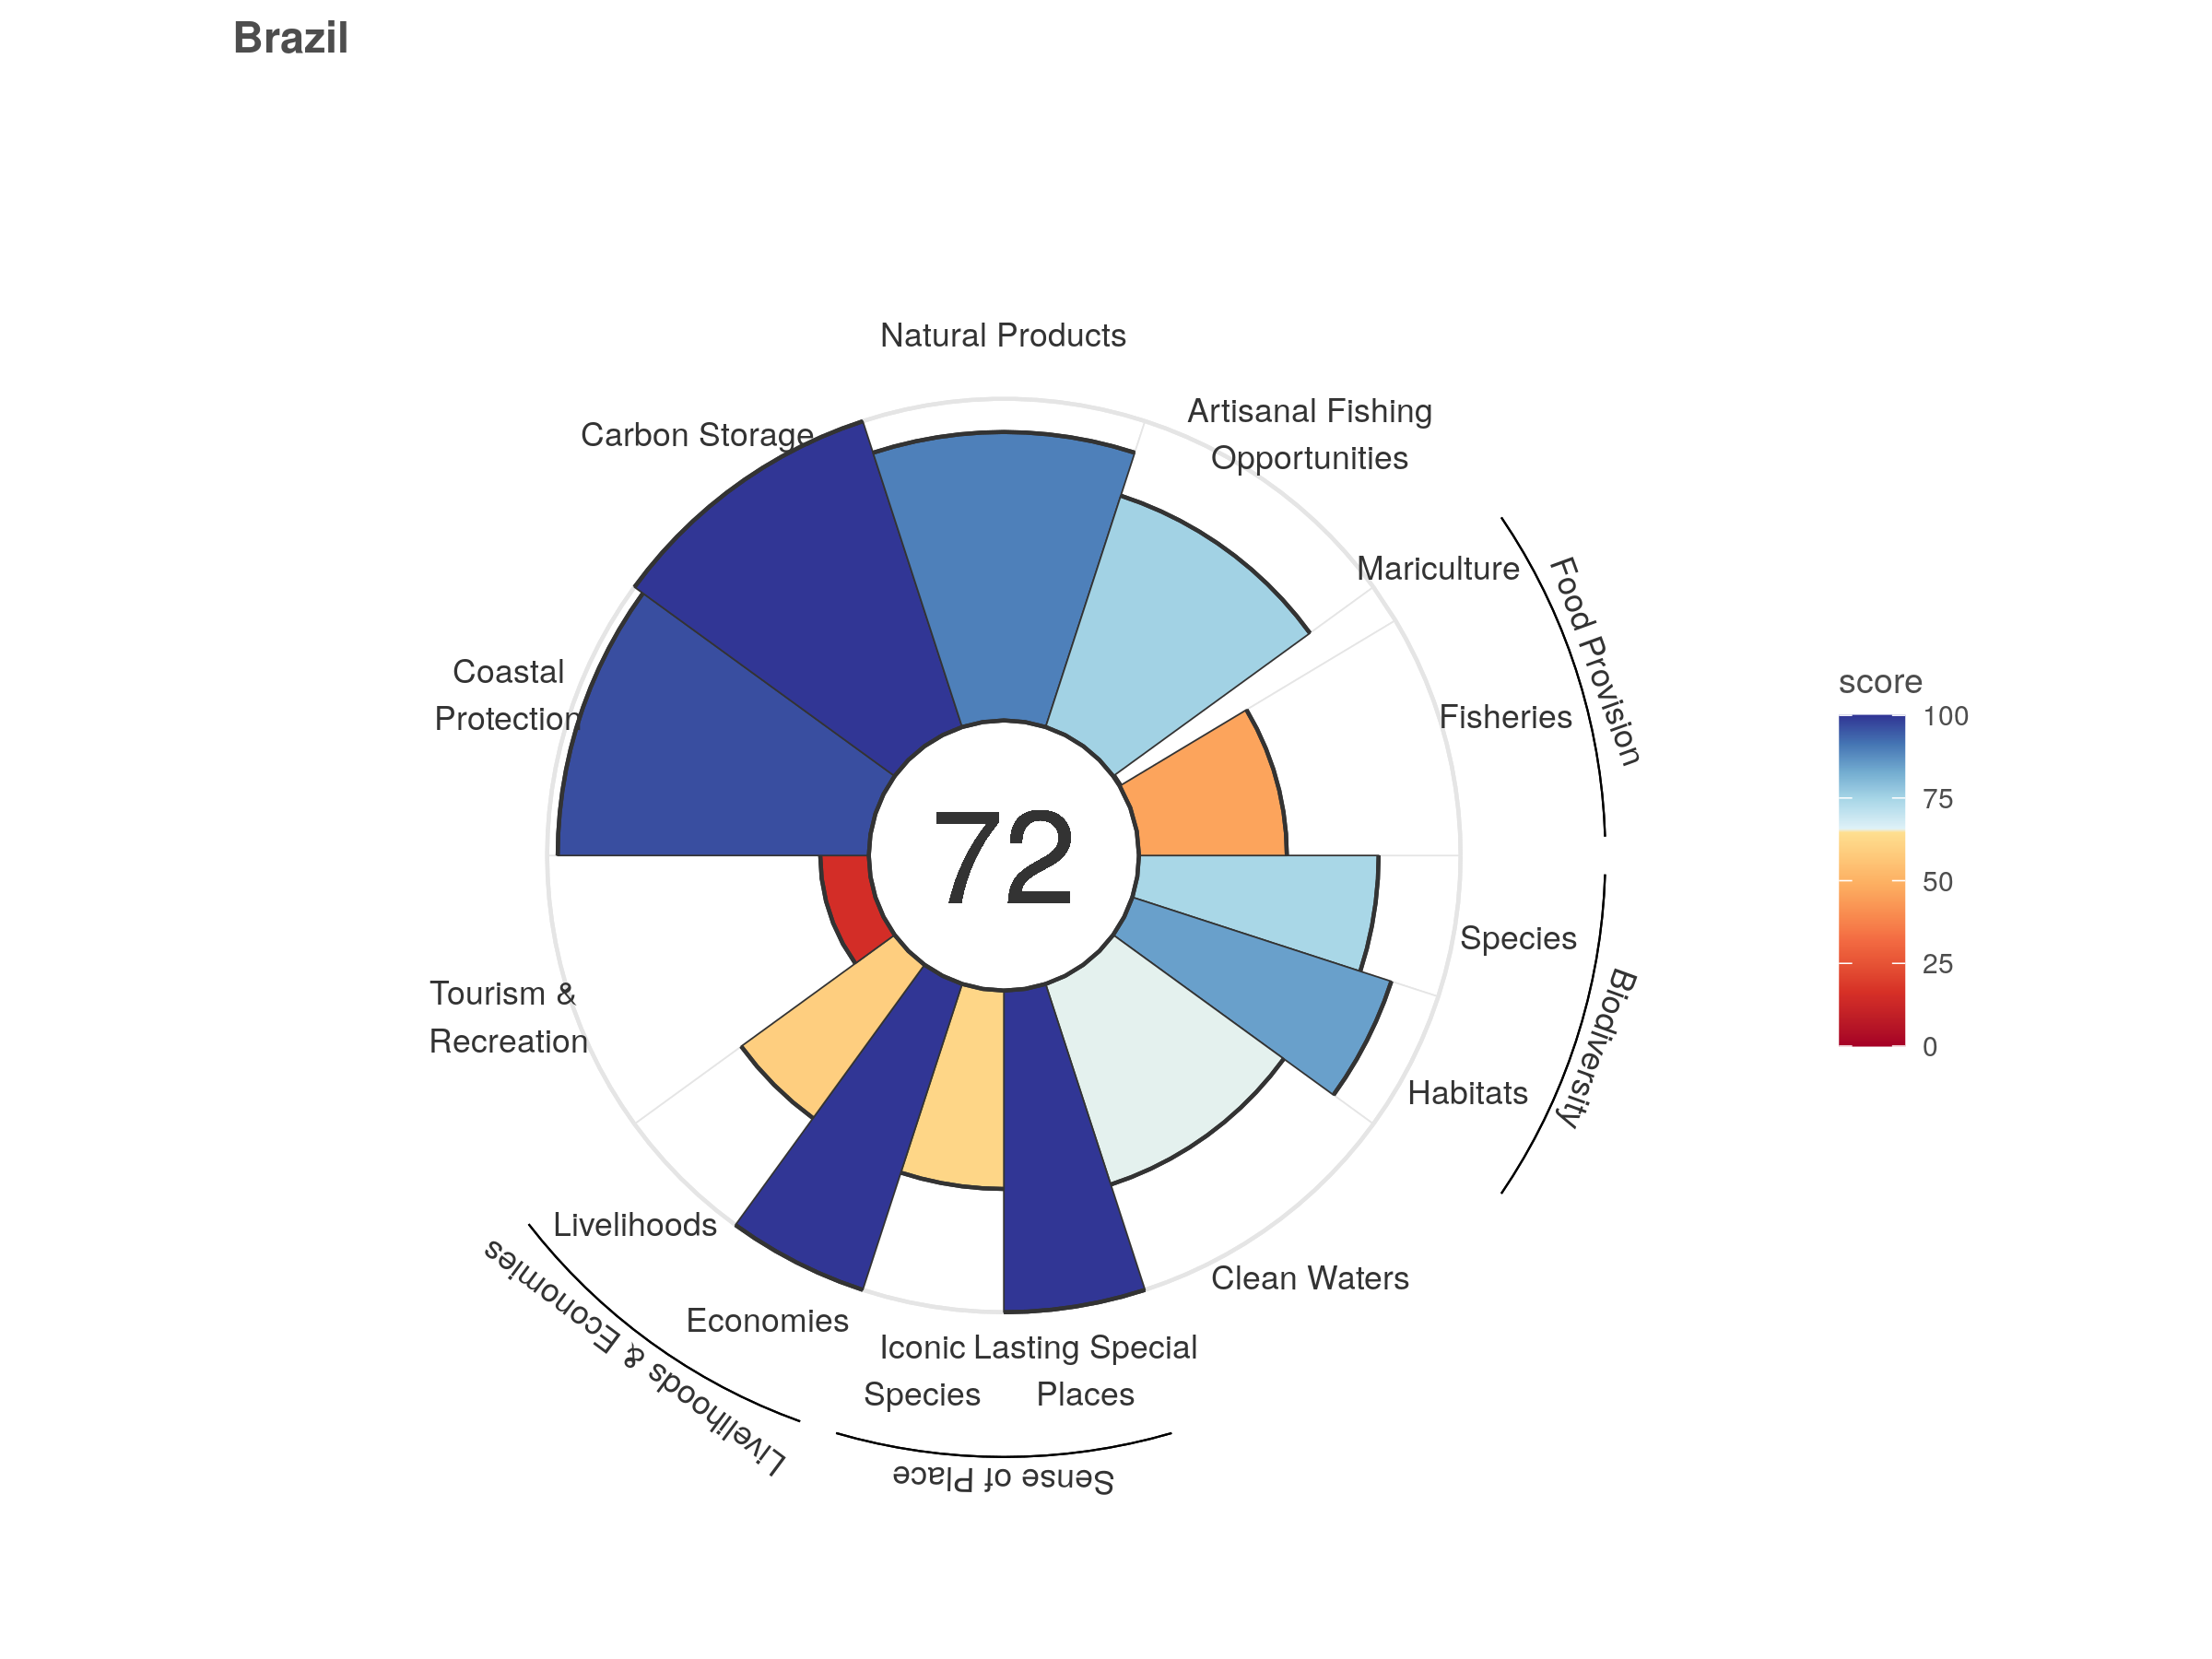 Brazil
Natural Products
Artisanal Fishing
Opportunities
Carbon Storage
Mariculture
Food Provision
Coastal
Protection
Fisheries
score
100
75
50
25
0
72
Species
Biodiversity
Tourism &
Recreation
Habitats
Livelihoods
Clean Waters
Economies
Iconic
Species
Lasting Special
Places
Livelihoods & Economies
Sense of Place